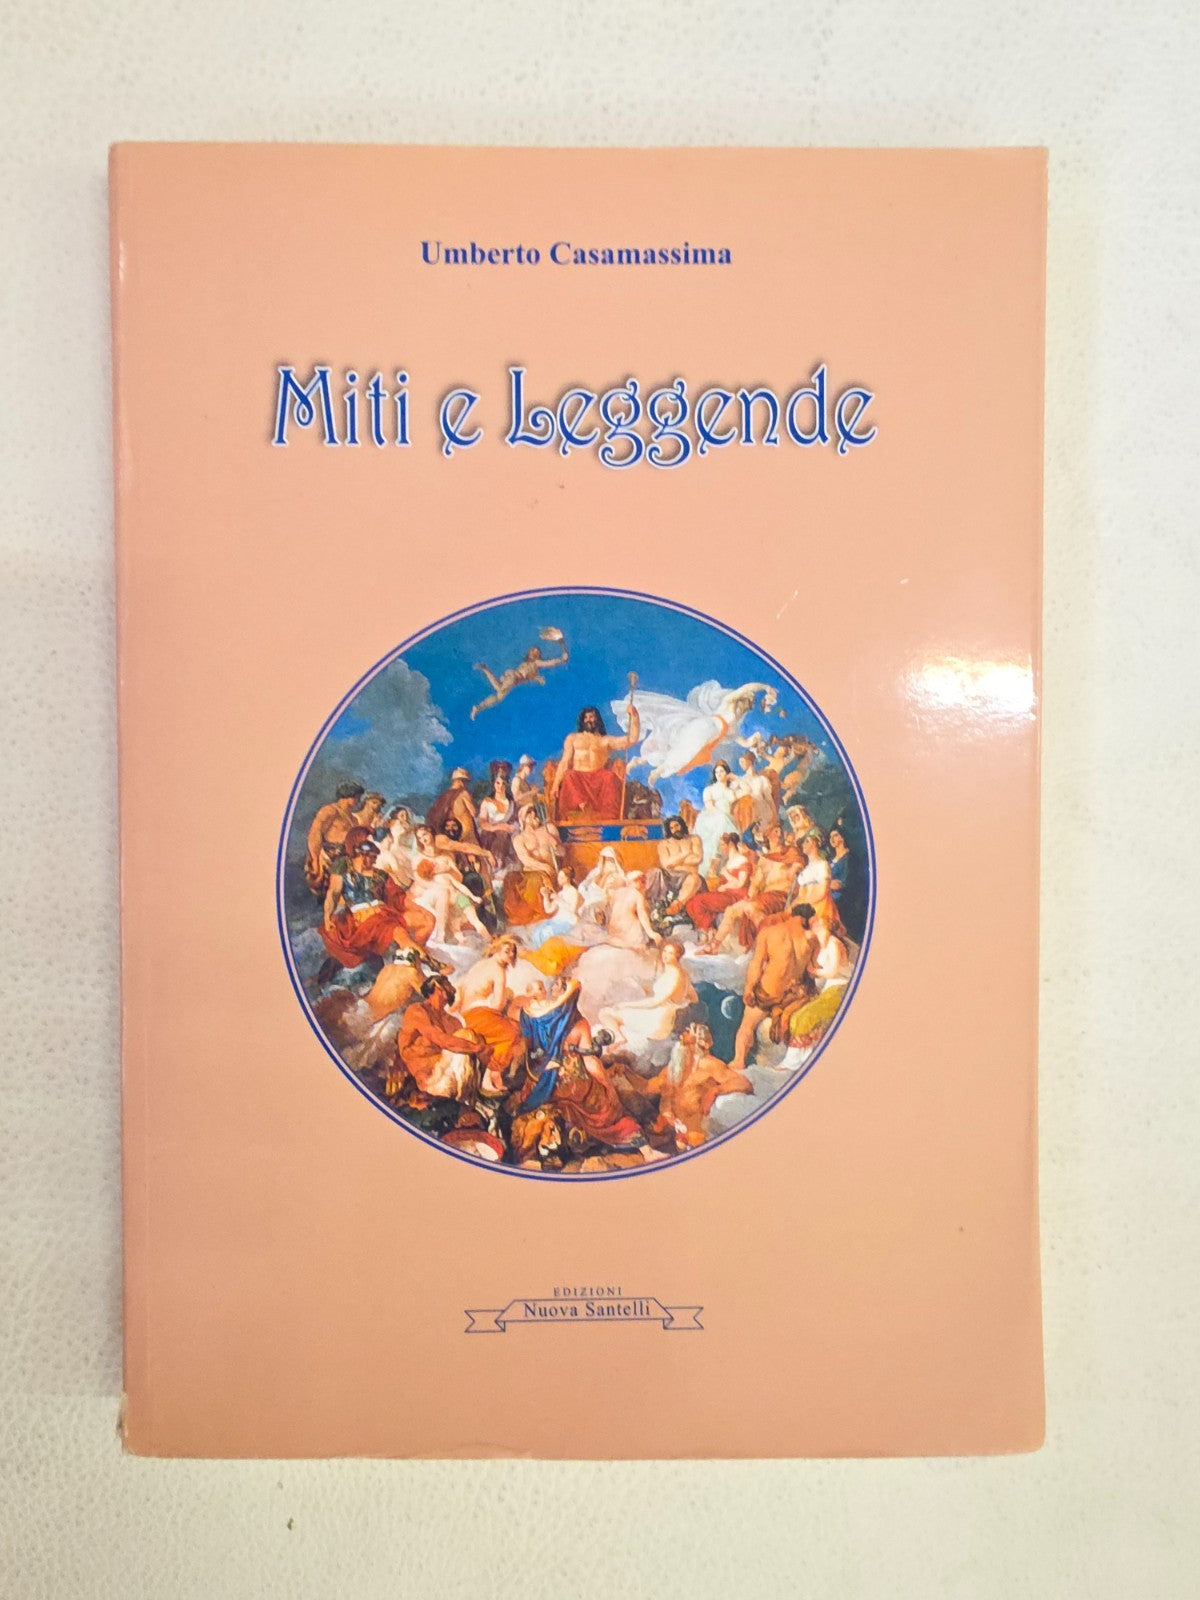 Umberto Casamassima
Miti e Leggende
EDIZIONI
Nuova Santelli